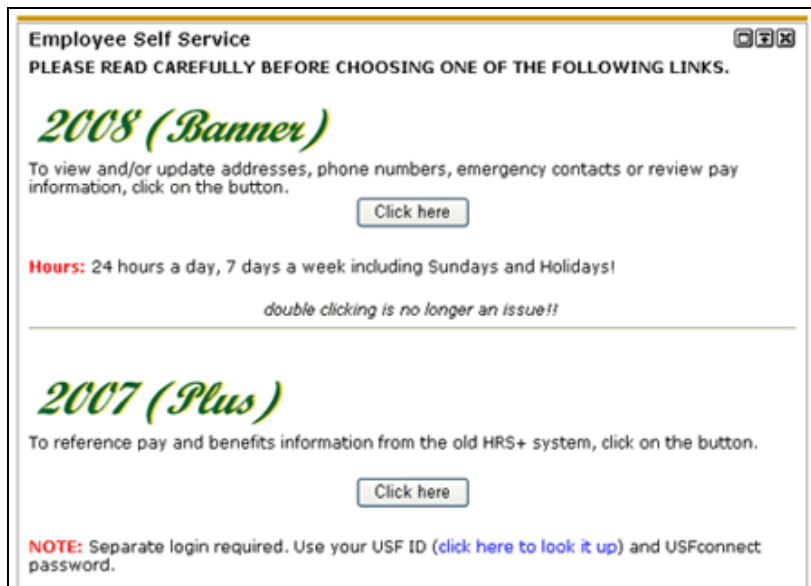 Employee Self Service
PLEASE READ CAREFULLY BEFORE CHOOSING ONE OF THE FOLLOWING LINKS.
2008 (Banner)
To view and/or update addresses, phone numbers, emergency contacts or review pay
information, click on the button.
Click here
Hours: 24 hours a day, 7 days a week including Sundays and Holidays!
double clicking is no longer an issue!!
2007 (Plus)
To reference pay and benefits information from the old HRS+ system, click on the button.
Click here
NOTE: Separate login required. Use your USF ID (click here to look it up) and USFconnect
password.